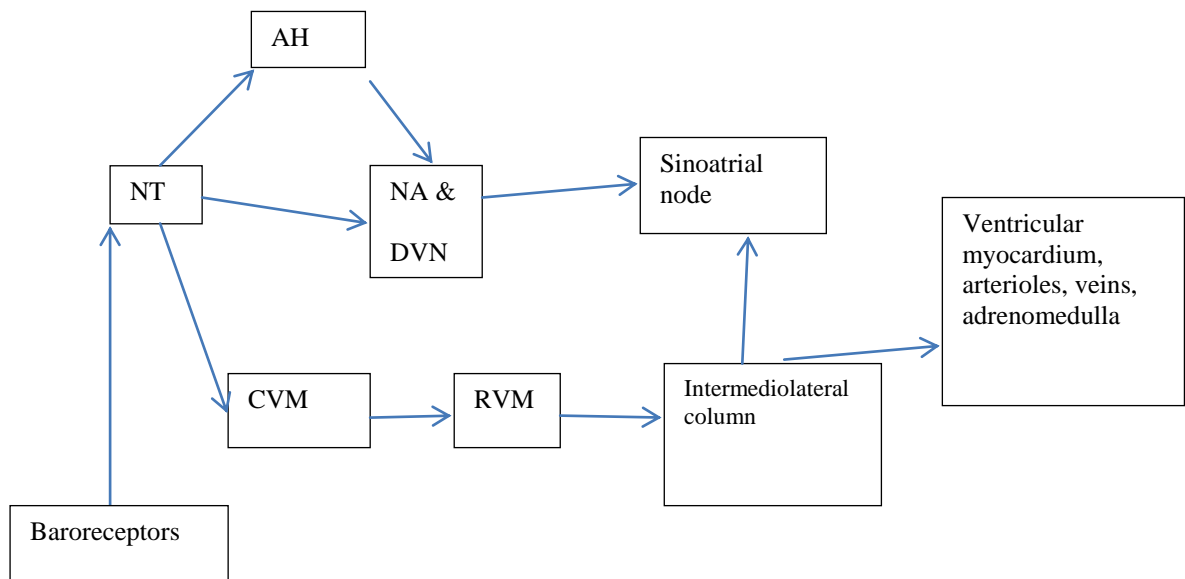 AH
NT
NA &
DVN
Sinoatrial
node
Ventricular
myocardium,
arterioles, veins,
adrenomedulla
CVM
RVM
Intermediolateral
column
Baroreceptors